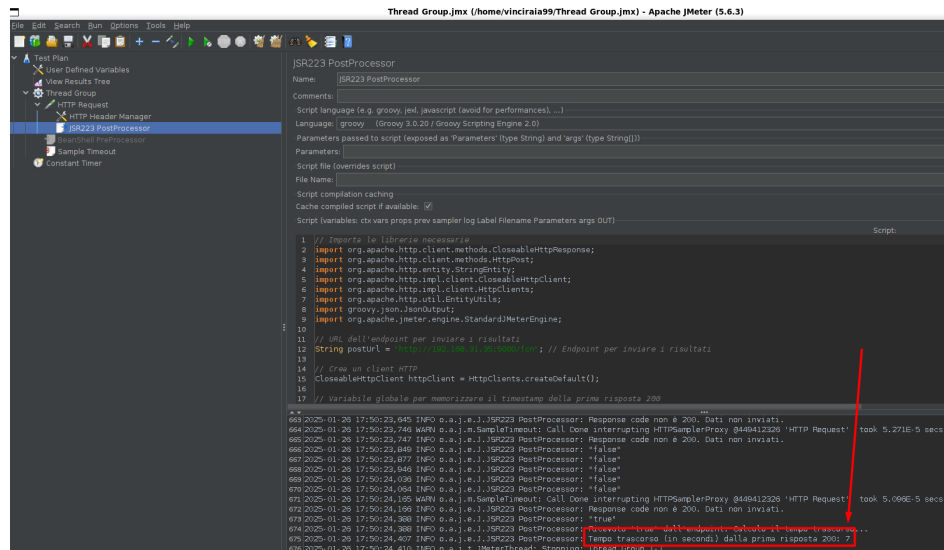 Thread Group.jmx (/home/vinciraia99/Thread Group.jmx) - Apache JMeter (5.6.3)
File Edit Search Run Options Tools Help
Test Plan
User Defined Variables
View Results Tree
Thread Group
HTTP Request
HTTP Header Manager
JSR223 PostProcessor
BeanShell PreProcessor
Sample Timeout
Constant Timer
JSR223 PostProcessor
Name: JSR223 PostProcessor
Comments:
Script language (e.g. groovy, jexl, javascript (avoid for performances), ...)
Language: groovy (Groovy 3.0.20 / Groovy Scripting Engine 2.0)
Parameters passed to script (exposed as 'Parameters' (type String) and 'args' (type String[]))
Parameters:
Script file (overrides script)
File Name:
Script compilation caching
Cache compiled script if available:
Script (variables: ctx vars props prev sampler log Label Filename Parameters args OUT)
Script:
1 // Importa le librerie necessarie
2 import org.apache.http.client.methods.CloseableHttpResponse;
3 import org.apache.http.client.methods.HttpPost;
4 import org.apache.http.entity.StringEntity;
5 import org.apache.http.impl.client.CloseableHttpClient;
6 import org.apache.http.impl.client.HttpClients;
7 import org.apache.http.util.EntityUtils;
8 import groovy.json.JsonOutput;
9 import org.apache.jmeter.engine.StandardJMeterEngine;
10
11 // URL dell'endpoint per inviare i risultati
12 String postUrl = // Endpoint per inviare i risultati
13
14 // Crea un client HTTP
15 CloseableHttpClient httpClient = HttpClients.createDefault();
16
17 // Variabile globale per memorizzare il timestamp della prima risposta 200
663 2025-01-26 17:50:23,645 INFO o.a.j.e.J.JSR223 PostProcessor: Response code non è 200. Dati non inviati.
664 2025-01-26 17:50:23,746 WARN o.a.j.m.SampleTimeout: Call Done interrupting HTTPSamplerProxy @449412326 'HTTP Request' took 5.271E-5 secs
665 2025-01-26 17:50:23,747 INFO o.a.j.e.J.JSR223 PostProcessor: Response code non è 200. Dati non inviati.
666 2025-01-26 17:50:23,849 INFO o.a.j.e.J.JSR223 PostProcessor: "false"
667 2025-01-26 17:50:23,877 INFO o.a.j.e.J.JSR223 PostProcessor: "false"
668 2025-01-26 17:50:23,946 INFO o.a.j.e.J.JSR223 PostProcessor: "false"
669 2025-01-26 17:50:24,036 INFO o.a.j.e.J.JSR223 PostProcessor: "false"
670 2025-01-26 17:50:24,064 INFO o.a.j.e.J.JSR223 PostProcessor: "false"
671 2025-01-26 17:50:24,165 WARN o.a.j.m.SampleTimeout: Call Done interrupting HTTPSamplerProxy @449412326 'HTTP Request' took 5.096E-5 secs
672 2025-01-26 17:50:24,166 INFO o.a.j.e.J.JSR223 PostProcessor: Response code non è 200. Dati non inviati.
673 2025-01-26 17:50:24,388 INFO o.a.j.e.J.JSR223 PostProcessor: "true"
674 2025-01-26 17:50:24,388 INFO o.a.j.e.J.JSR223 PostProcessor: Ricevuto "true" dall'endpoint. Calcolo il tempo trascorso...
675 2025-01-26 17:50:24,407 INFO o.a.j.e.J.JSR223 PostProcessor: Tempo trascorso (in secondi) dalla prima risposta 200: 7
676 2025-01-26 17:50:24,410 INFO o.a.j.t.JMeterThread: Stopping: Thread Group